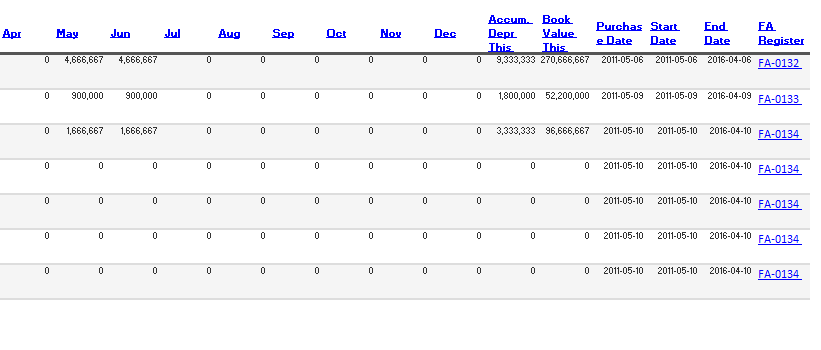 Apr May Jun Jul Aug Sep Oct Nov Dec Accum. Depr This Book Value This Purchas e Date Start Date End Date FA Register
0 4,666,667 4,666,667 0 0 0 0 0 0 9,333,333 270,666,667 2011-05-06 2011-05-06 2016-04-06 FA-0132
0 900,000 900,000 0 0 0 0 0 0 1,800,000 52,200,000 2011-05-09 2011-05-09 2016-04-09 FA-0133
0 1,666,667 1,666,667 0 0 0 0 0 0 3,333,333 96,666,667 2011-05-10 2011-05-10 2016-04-10 FA-0134
0 0 0 0 0 0 0 0 0 0 0 2011-05-10 2011-05-10 2016-04-10 FA-0134
0 0 0 0 0 0 0 0 0 0 0 2011-05-10 2011-05-10 2016-04-10 FA-0134
0 0 0 0 0 0 0 0 0 0 0 2011-05-10 2011-05-10 2016-04-10 FA-0134
0 0 0 0 0 0 0 0 0 0 0 2011-05-10 2011-05-10 2016-04-10 FA-0134